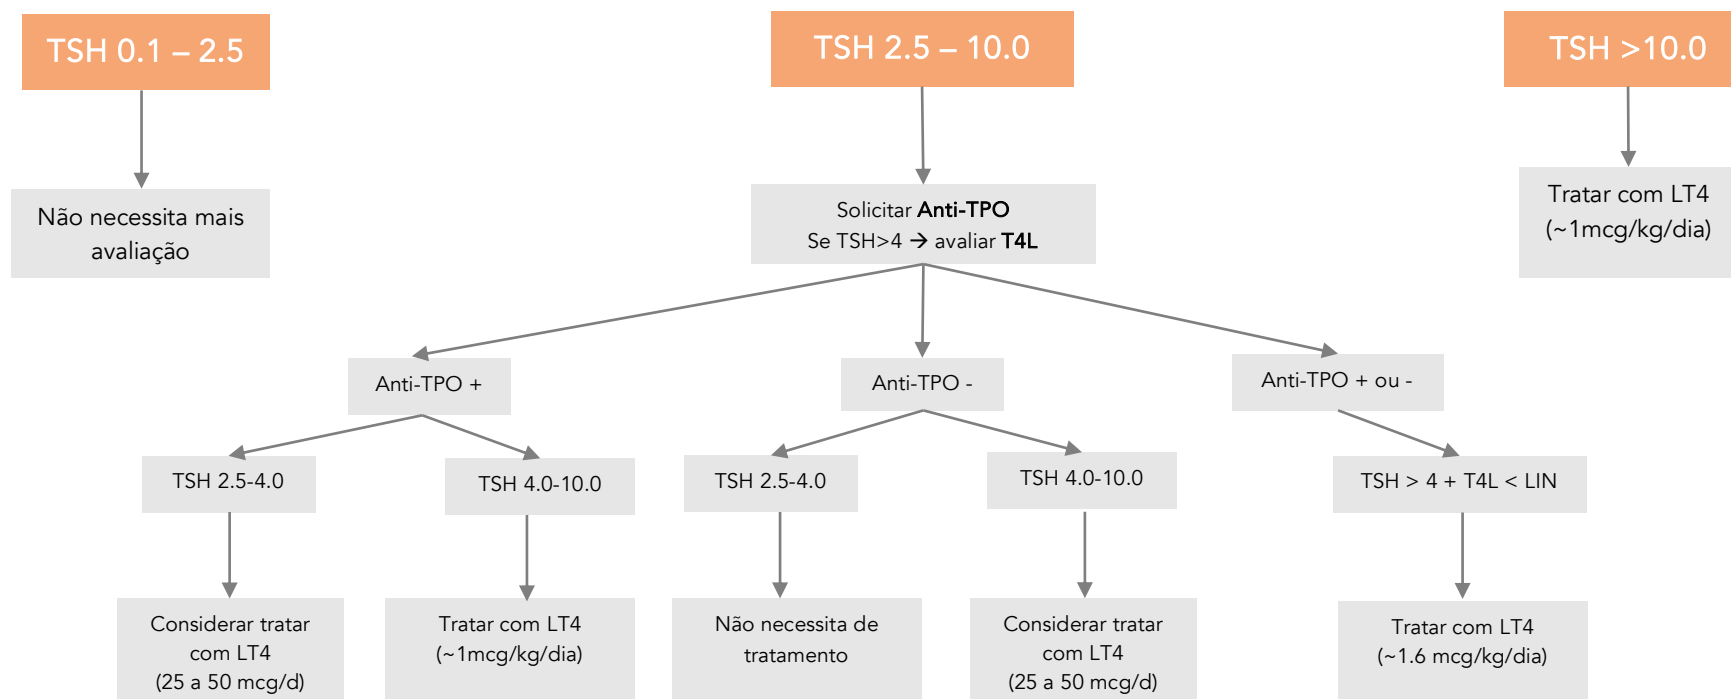 TSH 0.1 – 2.5
TSH 2.5 – 10.0
TSH >10.0
Não necessita mais
avaliação
Solicitar Anti-TPO
Se TSH>4 → avaliar T4L
Tratar com LT4
(~1mcg/kg/dia)
Anti-TPO +
Anti-TPO -
Anti-TPO + ou -
TSH 2.5-4.0
TSH 4.0-10.0
TSH 2.5-4.0
TSH 4.0-10.0
TSH > 4 + T4L < LIN
Considerar tratar
com LT4
(25 a 50 mcg/d)
Tratar com LT4
(~1mcg/kg/dia)
Não necessita de
tratamento
Considerar tratar
com LT4
(25 a 50 mcg/d)
Tratar com LT4
(~1.6 mcg/kg/dia)